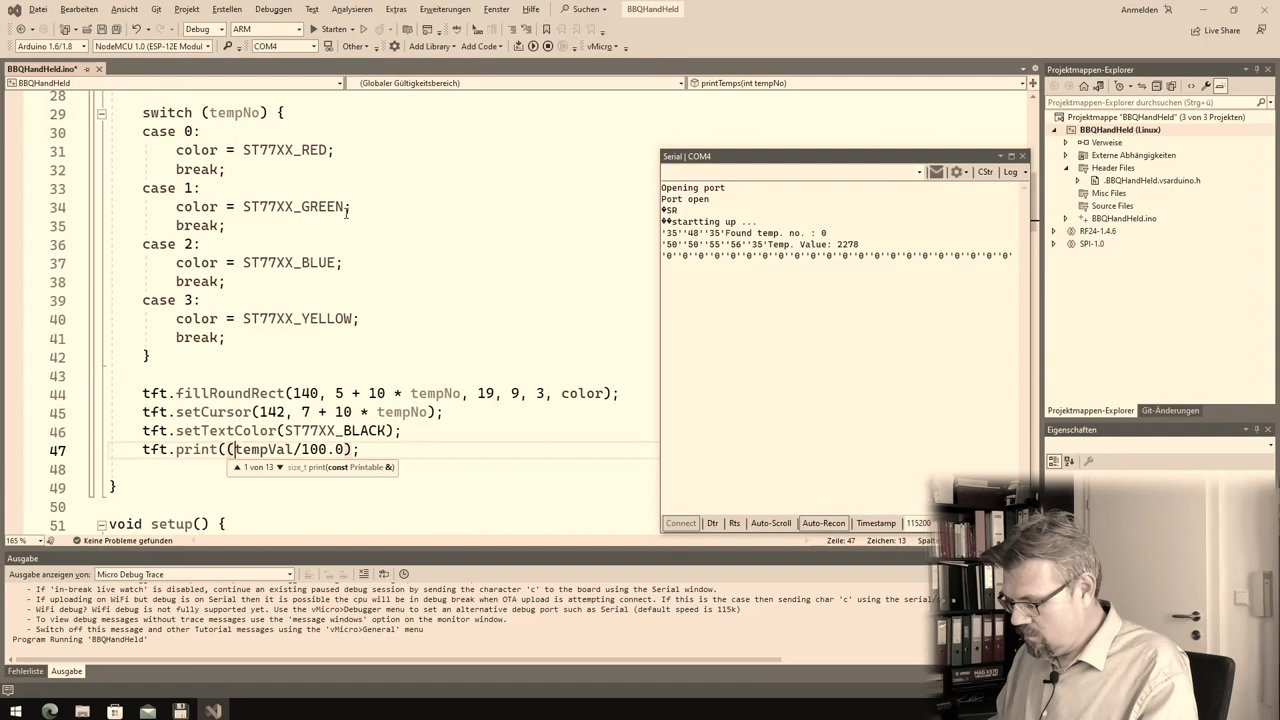 Datei Bearbeiten Ansicht Git Projekt Erstellen Debuggen Test Analysieren Extras Erweiterungen Fenster Hilfe Suchen BBQHandHeld Anmelden
Debug ARM Starten Live Share
Arduino 1.6/1.8 NodeMCU 1.0 (ESP-12E Modul) COM4 Other Add Library Add Code vMicro
BBQHandHeld.ino*
BBQHandHeld (Globaler Gültigkeitsbereich) printTemps(int tempNo)
28
29 switch (tempNo) {
30 case 0:
31 color = ST77XX_RED;
32 break;
33 case 1:
34 color = ST77XX_GREEN;
35 break;
36 case 2:
37 color = ST77XX_BLUE;
38 break;
39 case 3:
40 color = ST77XX_YELLOW;
41 break;
42 }
43
44 tft.fillRoundRect(140, 5 + 10 * tempNo, 19, 9, 3, color);
45 tft.setCursor(142, 7 + 10 * tempNo);
46 tft.setTextColor(ST77XX_BLACK);
47 tft.print((tempVal/100.0);
1 von 13 size_t print(const Printable &)
48
49 }
50
51 void setup() {
165 % Keine Probleme gefunden Zeile: 47 Zeichen: 13
Serial | COM4
CStr Log
Opening port
Port open
�SR
��startting up ...
'35''48''35'Found temp. no. : 0
'50''50''55''56''35'Temp. Value: 2278
'0''0''0''0''0''0''0''0''0''0''0''0''0''0''0''0''0''0''0''0''0''0''0''0'
Connect Dtr Rts Auto-Scroll Auto-Recon Timestamp 115200
Projektmappen-Explorer
Projektmappen-Explorer durchsuchen (Strg+ü)
Projektmappe "BBQHandHeld" (3 von 3 Projekten)
BBQHandHeld (Linux)
Verweise
Externe Abhängigkeiten
Header Files
.BBQHandHeld.vsarduino.h
Misc Files
Source Files
BBQHandHeld.ino
RF24-1.4.6
SPI-1.0
Projektmappen-Explorer Git-Änderungen
Eigenschaften
Ausgabe
Ausgabe anzeigen von: Micro Debug Trace
- If 'in-break live watch' is disabled, continue an existing paused debug session by sending the character 'c' to the board using the Serial window.
- If uploading on WiFi but debug is on Serial then it is possible the cpu will be in debug break when OTA upload is attempting connect. If this is the case then sending char 'c' using the
- WiFi debug? Wifi debug is not fully supported yet. Use the vMicro>Debugger menu to set an alternative debug port such as Serial (default speed is 115k)
- To view debug messages without trace messages use the 'message windows' option on the monitor window.
- Switch off this message and other Tutorial messages using the 'vMicro>General' menu
Program Running 'BBQHandHeld'
Fehlerliste Ausgabe